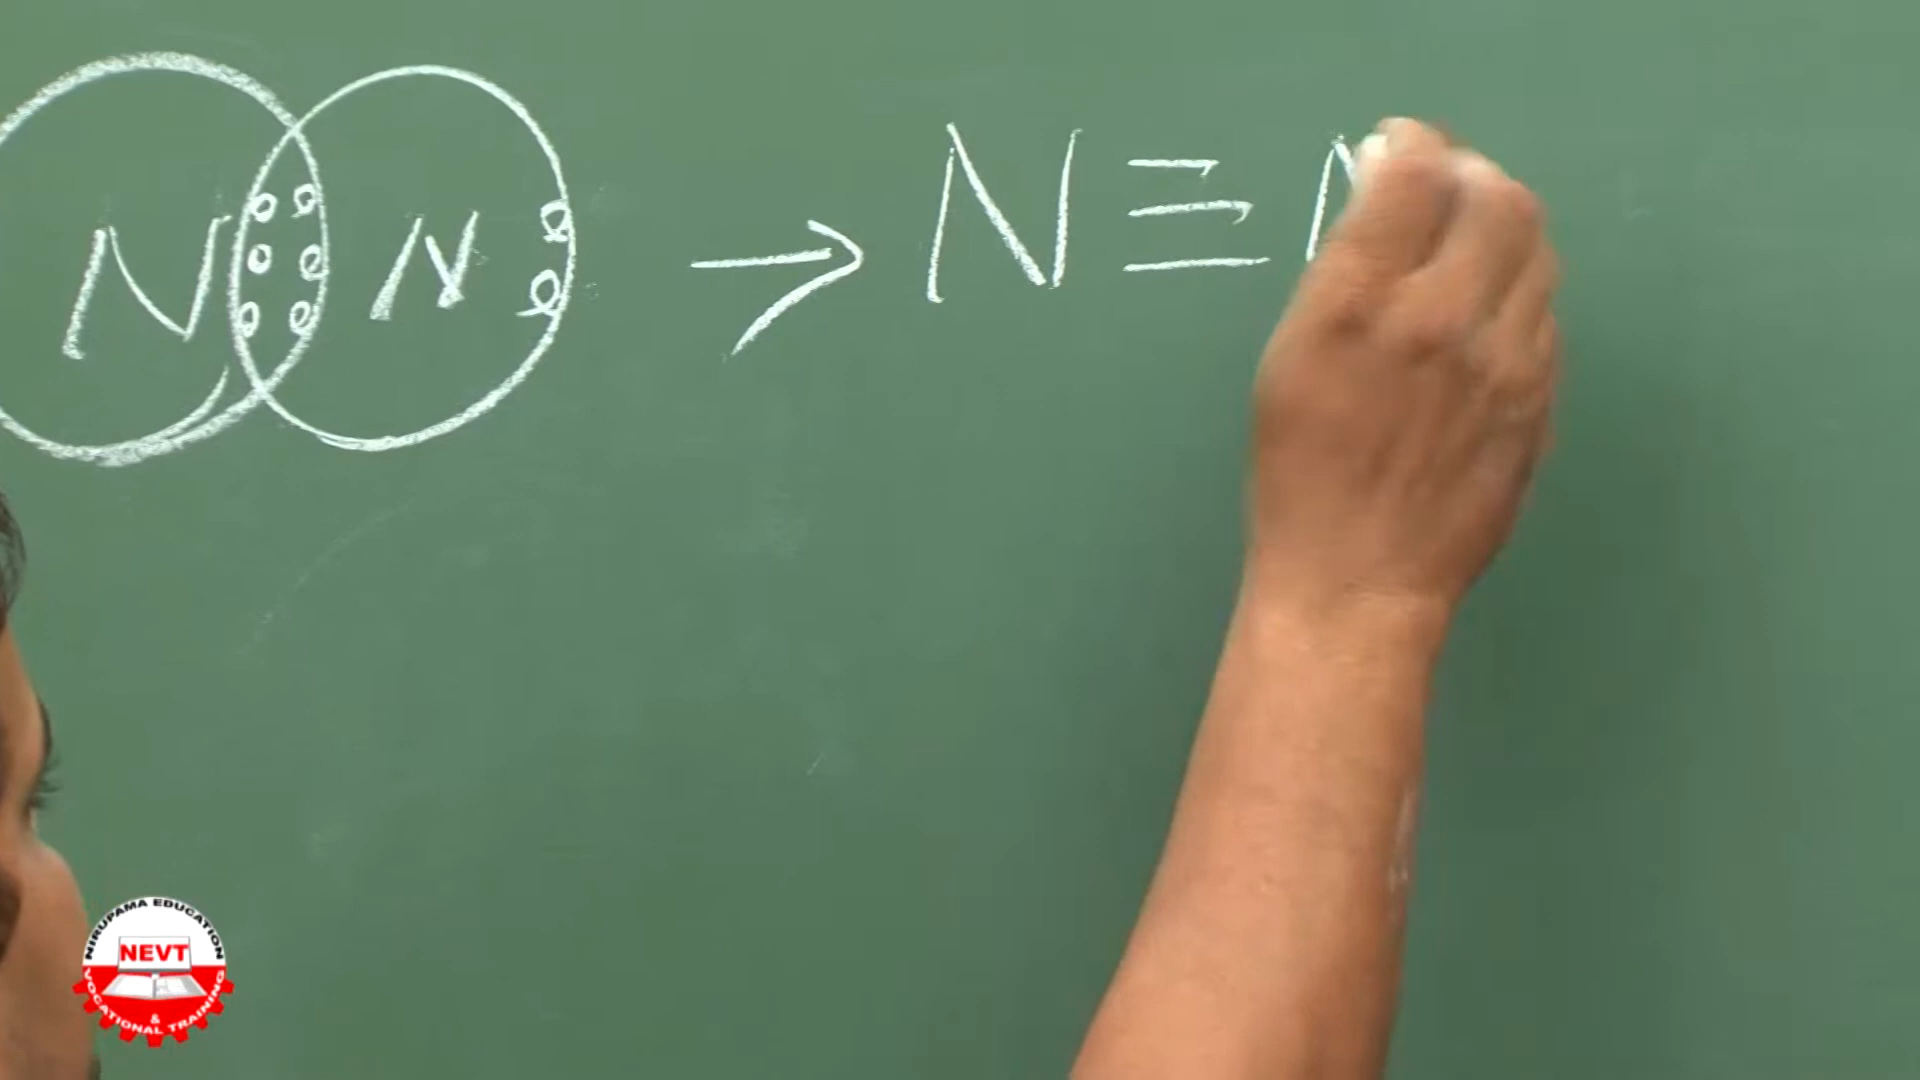 N N → N ≡ N
NIRUPAMA EDUCATION
NEVT
&
VOCATIONAL TRAINING